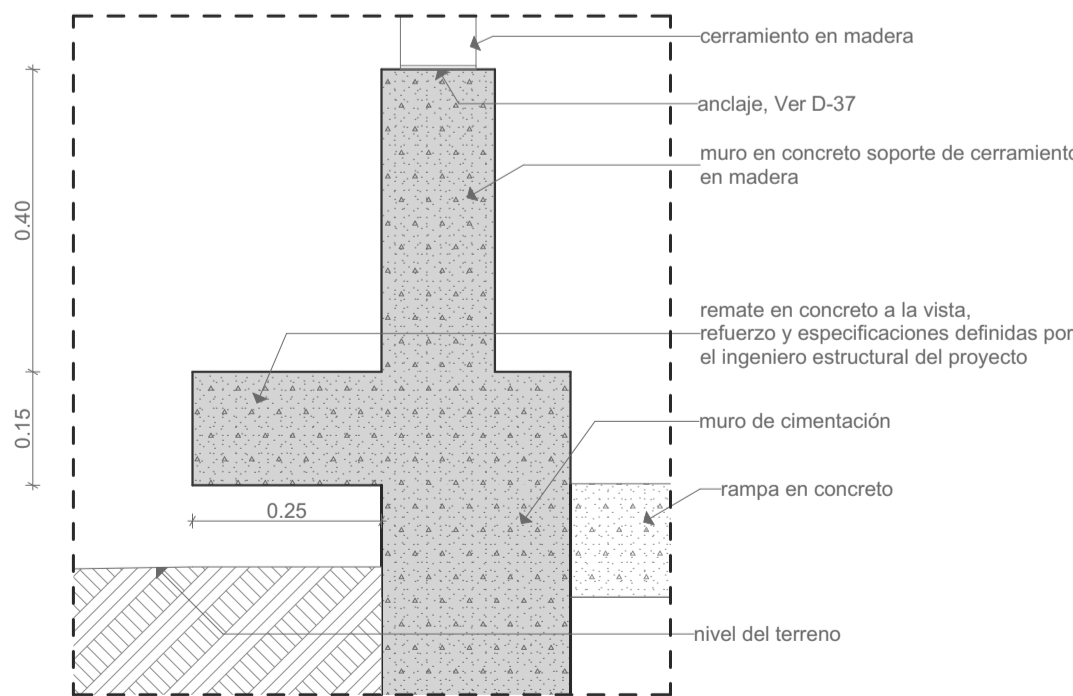 cerramiento en madera
anclaje, Ver D-37
muro en concreto soporte de cerramiento
en madera
0.40
remate en concreto a la vista,
refuerzo y especificaciones definidas por
el ingeniero estructural del proyecto
0.15
muro de cimentación
rampa en concreto
0.25
nivel del terreno